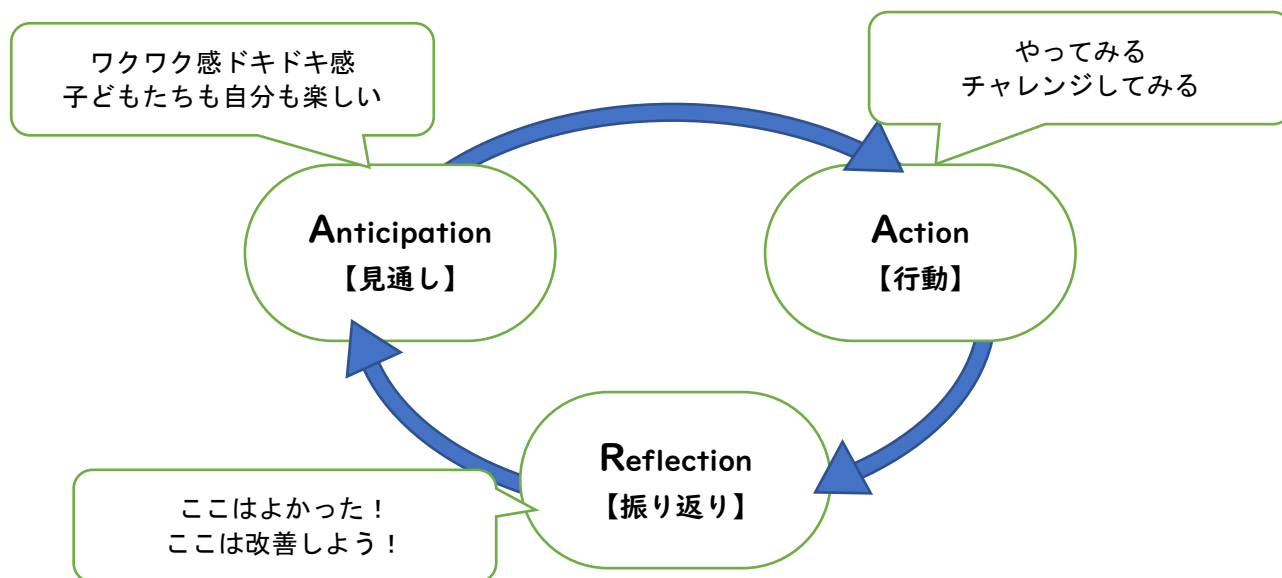 ワクワク感ドキドキ感
子どもたちも自分も楽しい
やってみる
チャレンジしてみる
Anticipation
【見通し】
Action
【行動】
Reflection
【振り返り】
ここはよかった！
ここは改善しよう！